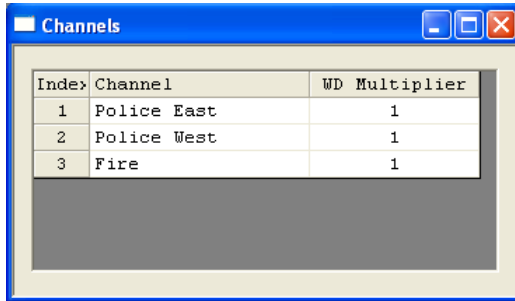 Channels
Index Channel WD Multiplier
1 Police East 1
2 Police West 1
3 Fire 1